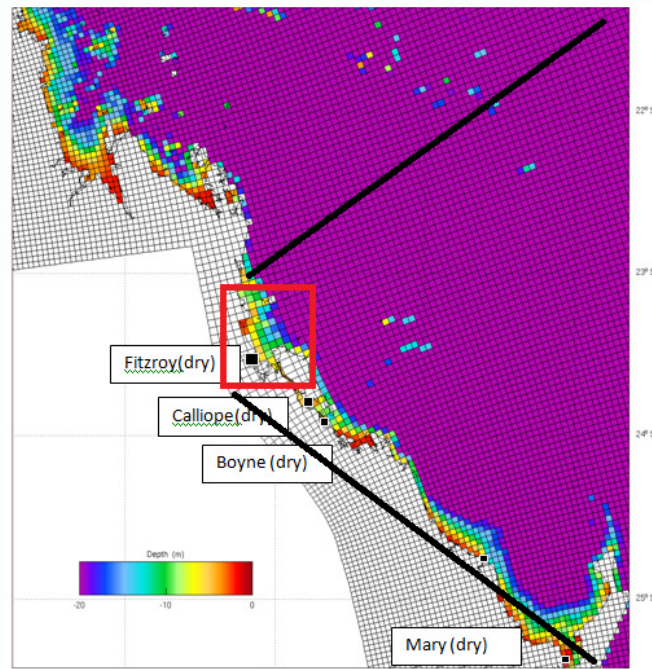 22°S
23°S
Fitzroy(dry)
Calliope(dry)
24°S
Boyne (dry)
Depth (m)
-20
-10
0
25°S
Mary (dry)